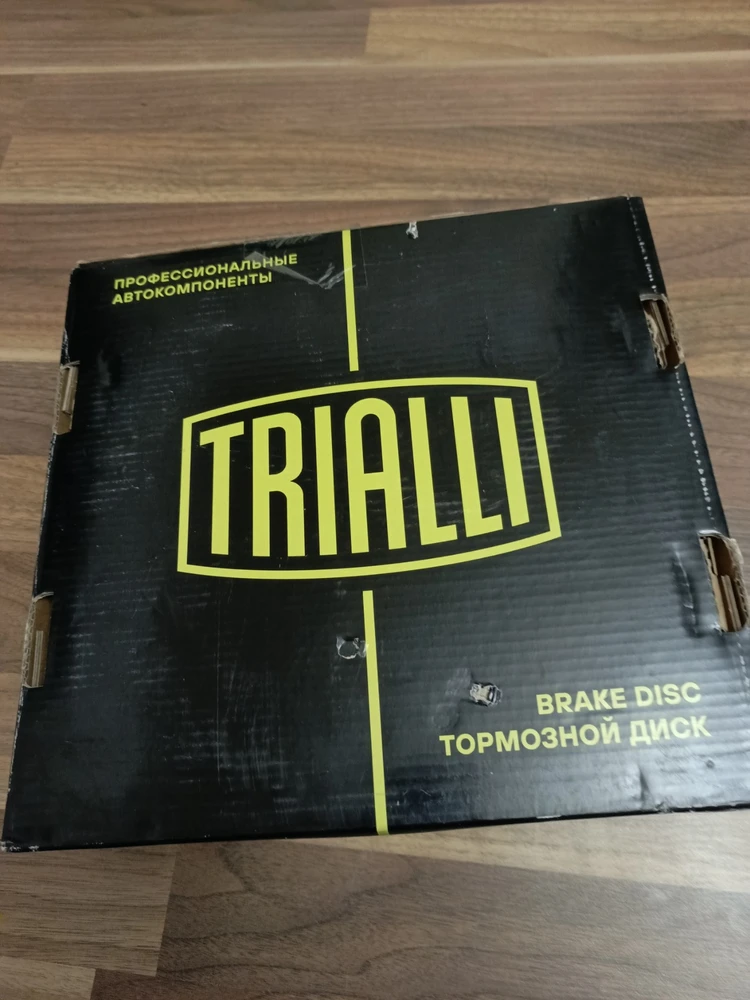 ПРОФЕССИОНАЛЬНЫЕ
АВТОКОМПОНЕНТЫ
TRIALLI
BRAKE DISC
ТОРМОЗНОЙ ДИСК